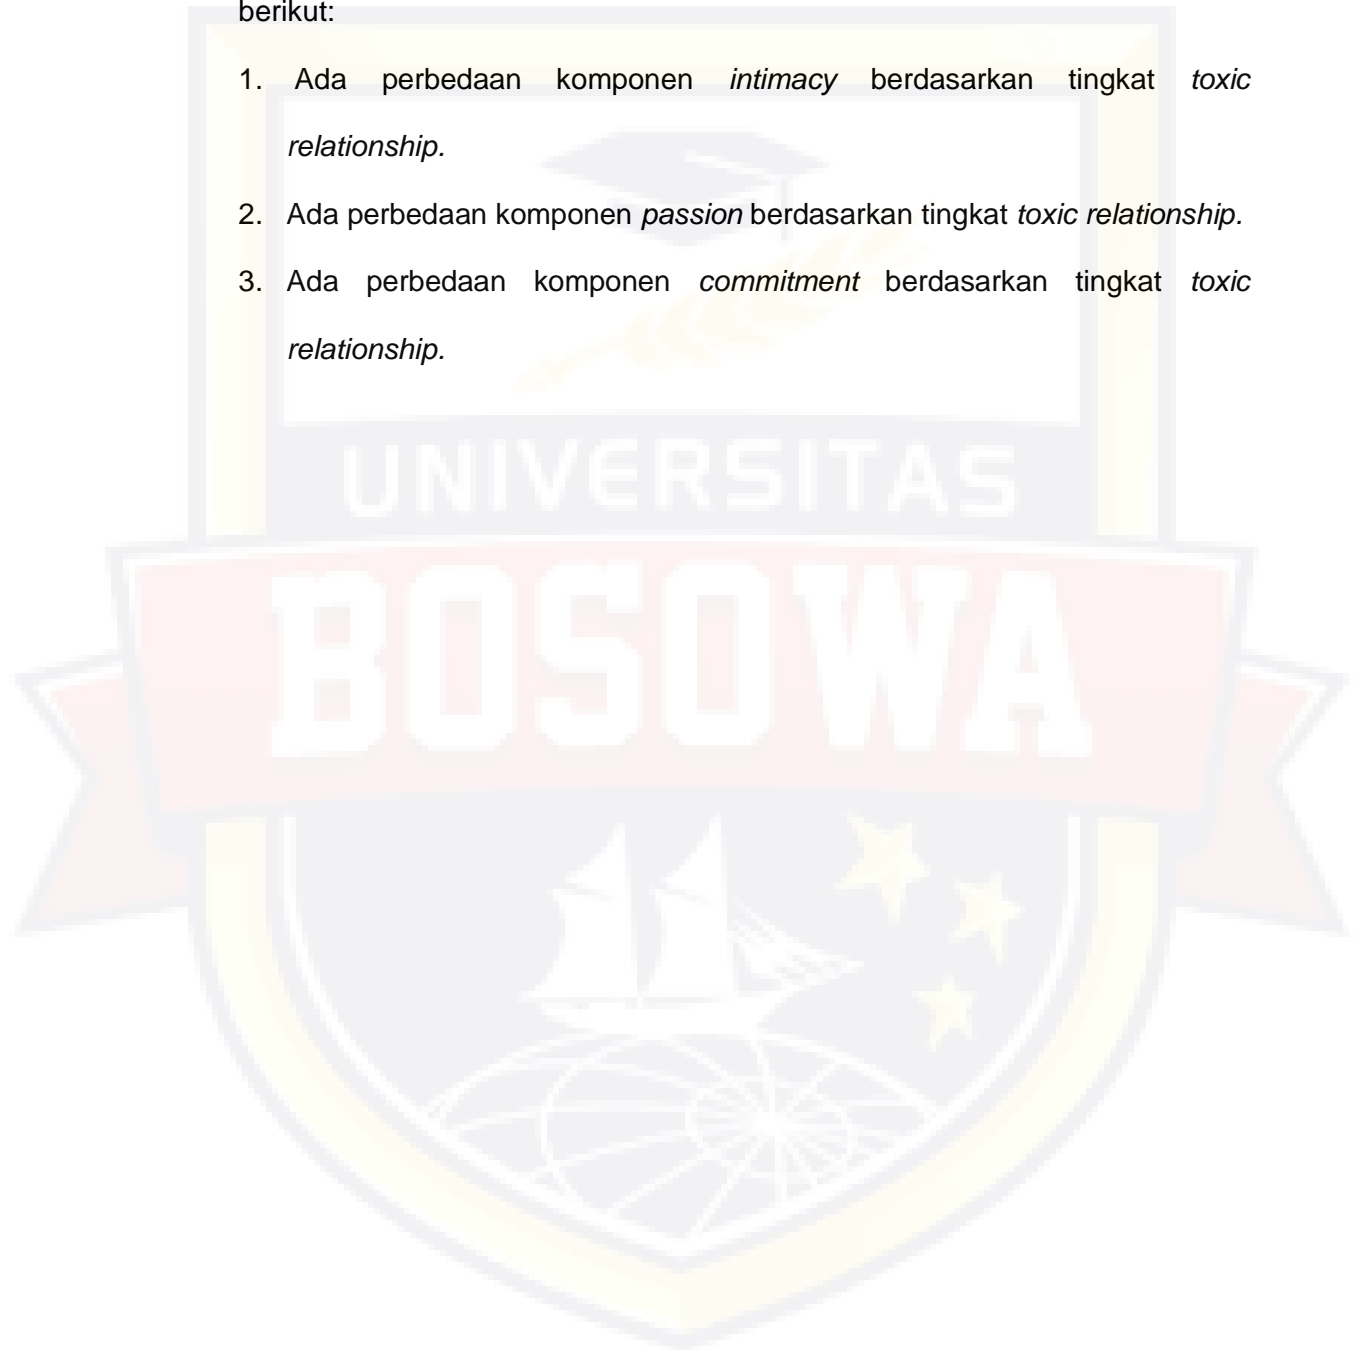 berikut:
1. Ada perbedaan komponen intimacy berdasarkan tingkat toxic
relationship.
2. Ada perbedaan komponen passion berdasarkan tingkat toxic relationship.
3. Ada perbedaan komponen commitment berdasarkan tingkat toxic
relationship.
UNIVERSITAS
BOSOWA